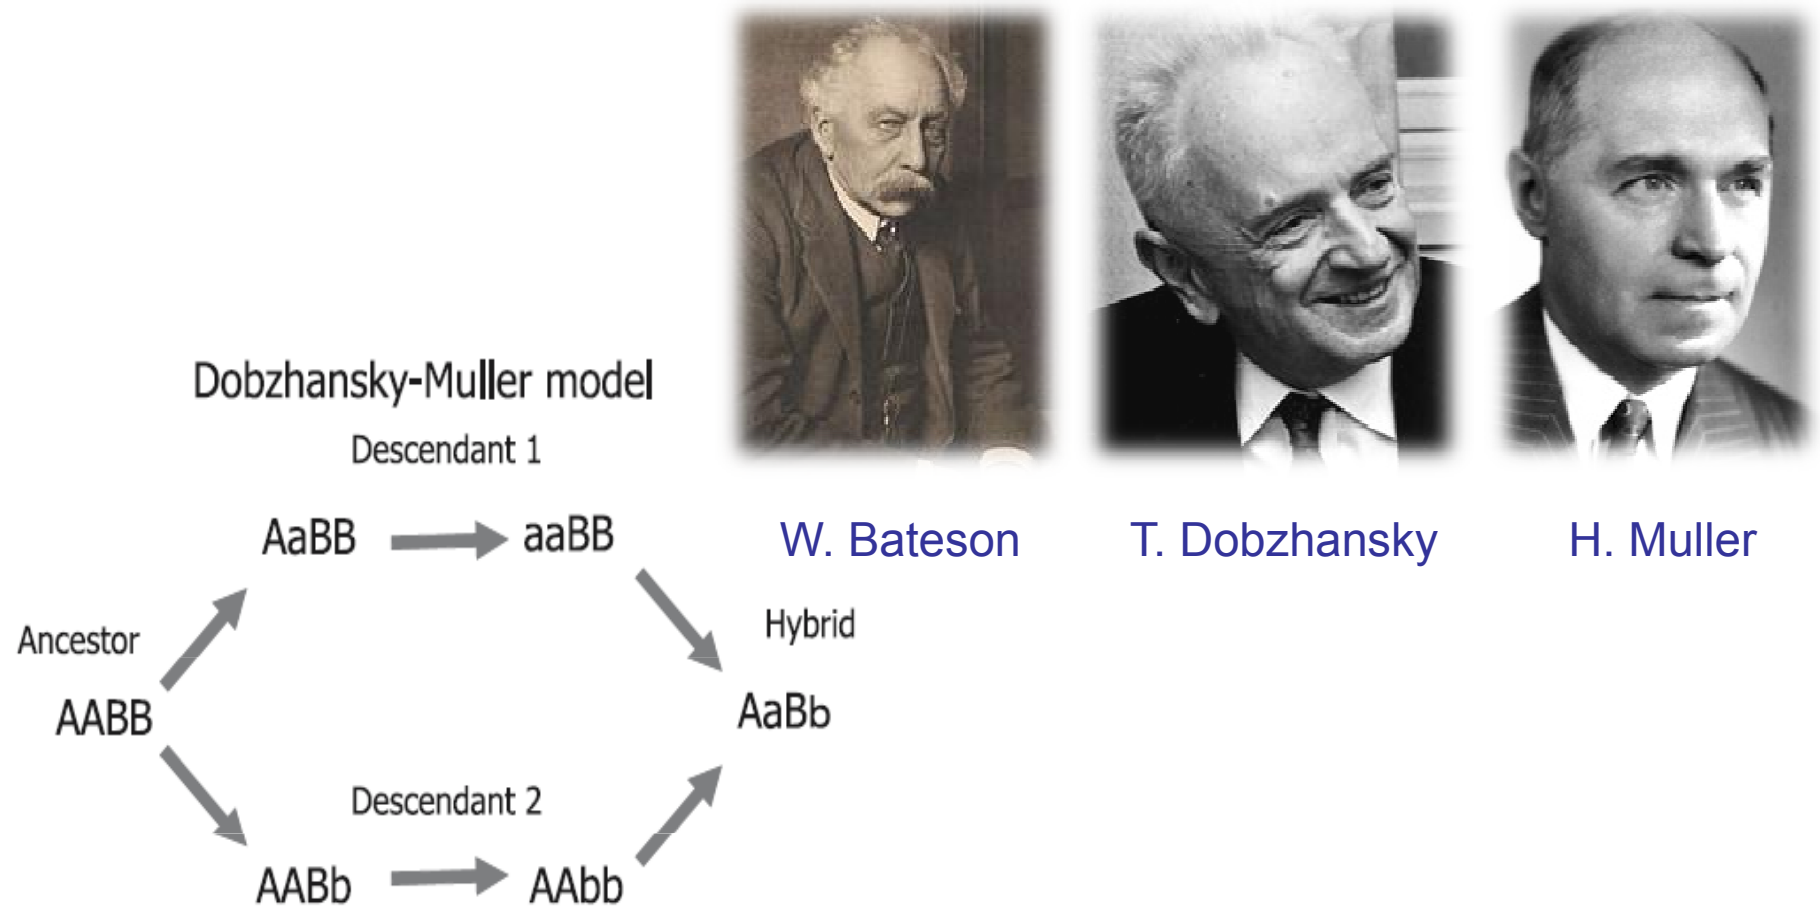 Dobzhansky-Muller model
Descendant 1
AaBB
aaBB
Ancestor
AABB
Hybrid
AaBb
Descendant 2
AABb
AAbb
W. Bateson
T. Dobzhansky
H. Muller